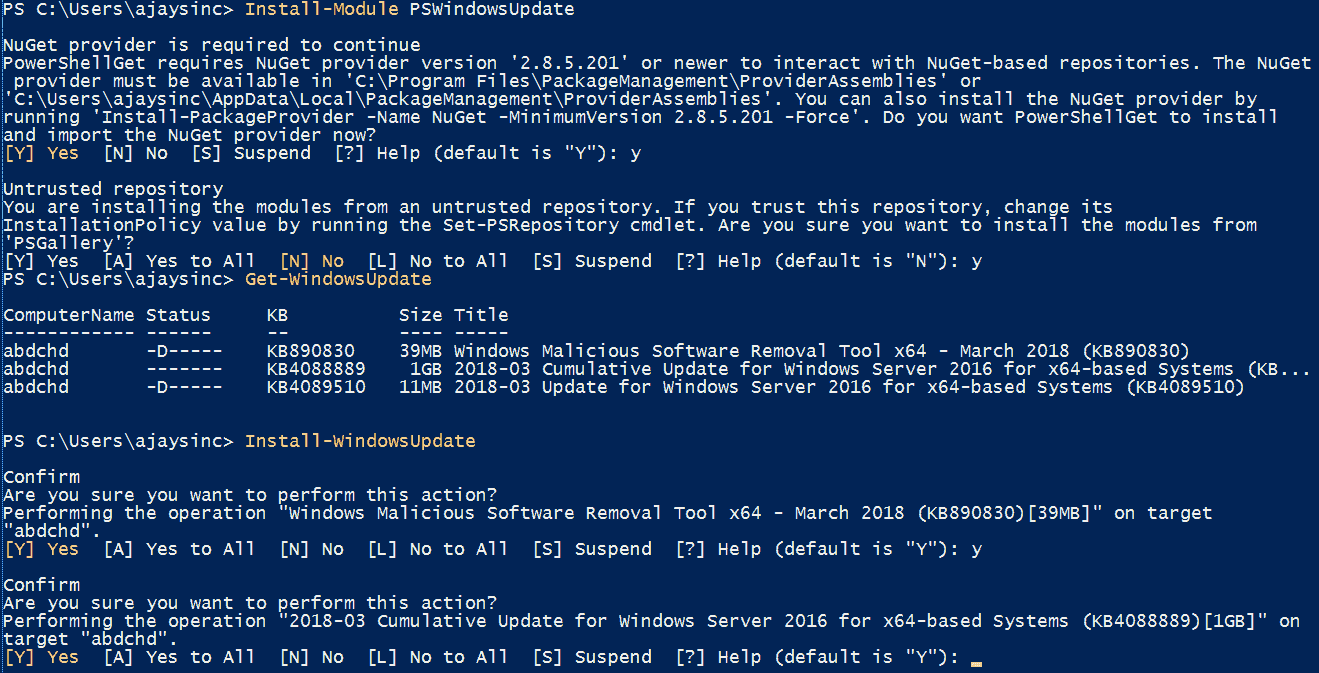 PS C:\Users\ajaysinc> Install-Module PSWindowsUpdate
NuGet provider is required to continue
PowerShellGet requires NuGet provider version '2.8.5.201' or newer to interact with NuGet-based repositories. The NuGet
provider must be available in 'C:\Program Files\PackageManagement\ProviderAssemblies' or
'C:\Users\ajaysinc\AppData\Local\PackageManagement\ProviderAssemblies'. You can also install the NuGet provider by
running 'Install-PackageProvider -Name NuGet -MinimumVersion 2.8.5.201 -Force'. Do you want PowerShellGet to install
and import the NuGet provider now?
[Y] Yes  [N] No  [S] Suspend  [?] Help (default is "Y"): y
Untrusted repository
You are installing the modules from an untrusted repository. If you trust this repository, change its
InstallationPolicy value by running the Set-PSRepository cmdlet. Are you sure you want to install the modules from
'PSGallery'?
[Y] Yes  [A] Yes to All  [N] No  [L] No to All  [S] Suspend  [?] Help (default is "N"): y
PS C:\Users\ajaysinc> Get-WindowsUpdate
ComputerName Status     KB          Size Title
------------ ------     --          ---- -----
abdchd       -D-----    KB890830    39MB Windows Malicious Software Removal Tool x64 - March 2018 (KB890830)
abdchd       -------    KB4088889    1GB 2018-03 Cumulative Update for Windows Server 2016 for x64-based Systems (KB...
abdchd       -D-----    KB4089510   11MB 2018-03 Update for Windows Server 2016 for x64-based Systems (KB4089510)
PS C:\Users\ajaysinc> Install-WindowsUpdate
Confirm
Are you sure you want to perform this action?
Performing the operation "Windows Malicious Software Removal Tool x64 - March 2018 (KB890830)[39MB]" on target
"abdchd".
[Y] Yes  [A] Yes to All  [N] No  [L] No to All  [S] Suspend  [?] Help (default is "Y"): y
Confirm
Are you sure you want to perform this action?
Performing the operation "2018-03 Cumulative Update for Windows Server 2016 for x64-based Systems (KB4088889)[1GB]" on
target "abdchd".
[Y] Yes  [A] Yes to All  [N] No  [L] No to All  [S] Suspend  [?] Help (default is "Y"):